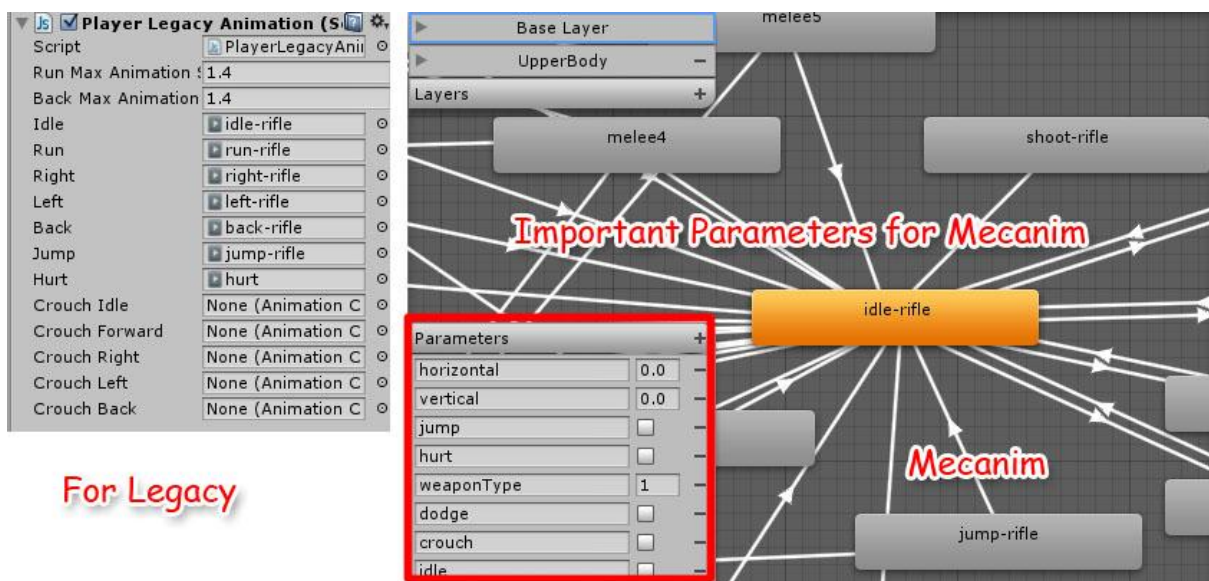 Player Legacy Animation (S
Script PlayerLegacyAni
Run Max Animation S 1.4
Back Max Animation 1.4
Idle idle-rifle
Run run-rifle
Right right-rifle
Left left-rifle
Back back-rifle
Jump jump-rifle
Hurt hurt
Crouch Idle None (Animation C
Crouch Forward None (Animation C
Crouch Right None (Animation C
Crouch Left None (Animation C
Crouch Back None (Animation C
For Legacy
Base Layer
UpperBody
Layers
melee5
melee4
shoot-rifle
Important Parameters for Mecanim
idle-rifle
Parameters
horizontal 0.0
vertical 0.0
jump
hurt
weaponType 1
dodge
crouch
idle
Mecanim
jump-rifle